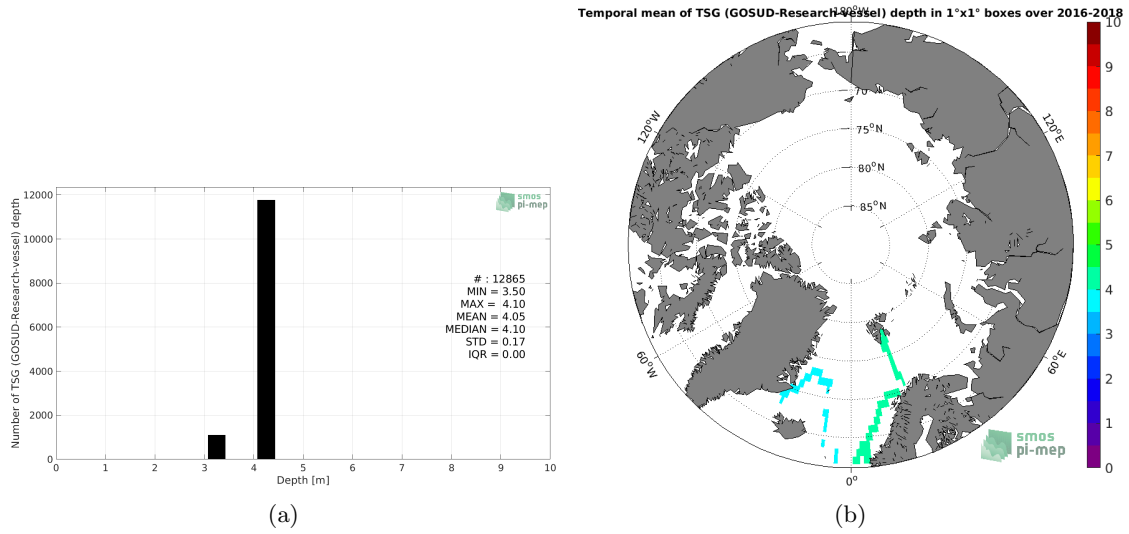 Temporal mean of TSG (GOSUD-Research-vessel) depth in 1°x1° boxes over 2016-2018
180°W
120°W
120°E
60°W
60°E
0°
70°
75°N
80°N
85°N
10
9
8
7
6
5
4
3
2
1
0
smos
pi-mep
Number of TSG (GOSUD-Research-vessel) depth
12000
10000
8000
6000
4000
2000
0
smos
pi-mep
# : 12865
MIN = 3.50
MAX = 4.10
MEAN = 4.05
MEDIAN = 4.10
STD = 0.17
IQR = 0.00
0 1 2 3 4 5 6 7 8 9 10
Depth [m]
(a)
(b)